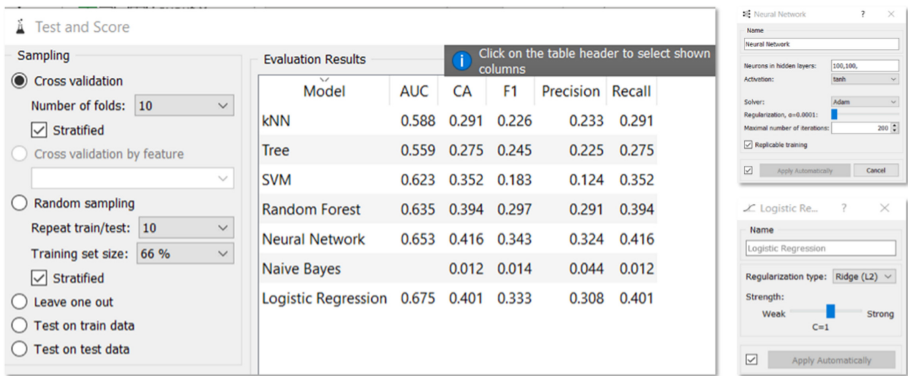 Test and Score
Sampling
Cross validation
Number of folds: 10
Stratified
Cross validation by feature
Random sampling
Repeat train/test: 10
Training set size: 66 %
Stratified
Leave one out
Test on train data
Test on test data
Evaluation Results
Click on the table header to select shown
columns
Model AUC CA F1 Precision Recall
kNN 0.588 0.291 0.226 0.233 0.291
Tree 0.559 0.275 0.245 0.225 0.275
SVM 0.623 0.352 0.183 0.124 0.352
Random Forest 0.635 0.394 0.297 0.291 0.394
Neural Network 0.653 0.416 0.343 0.324 0.416
Naive Bayes 0.012 0.014 0.044 0.012
Logistic Regression 0.675 0.401 0.333 0.308 0.401
Neural Network ?
Name
Neural Network
Neurons in hidden layers: 100,100,
Activation: tanh
Solver: Adam
Regularization, α=0.0001:
Maximal number of iterations: 200
Replicable training
Apply Automatically Cancel
Logistic Re... ?
Name
Logistic Regression
Regularization type: Ridge (L2)
Strength:
Weak Strong
C=1
Apply Automatically